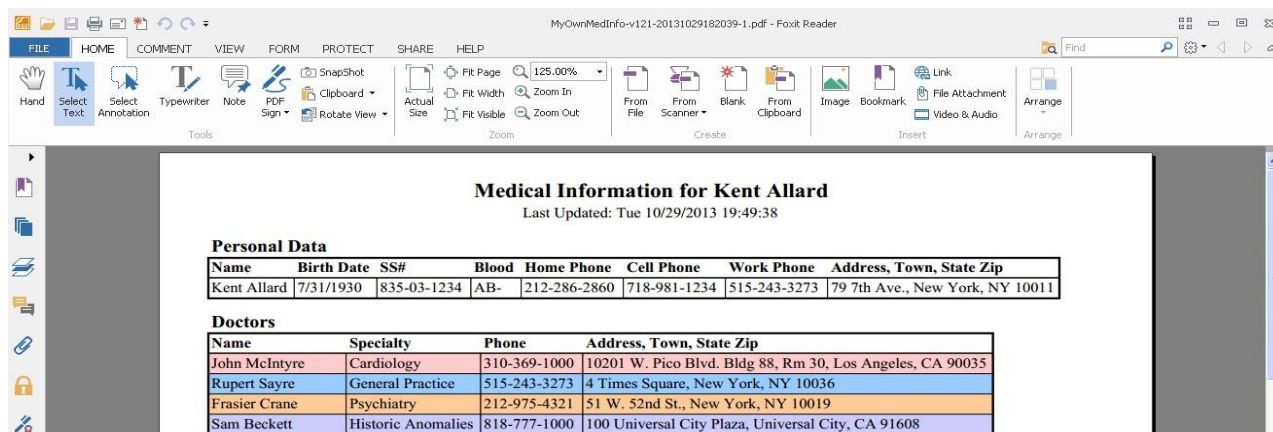 MyOwnMedInfo-v121-20131029182039-1.pdf - Foxit Reader
FILE HOME COMMENT VIEW FORM PROTECT SHARE HELP Find
Hand
Select Text
Select Annotation
Typewriter
Note
PDF Sign
SnapShot
Clipboard
Rotate View
Tools
Actual Size
Fit Page
Fit Width
Fit Visible
125.00%
Zoom In
Zoom Out
Zoom
From File
From Scanner
Blank
From Clipboard
Create
Image
Bookmark
Link
File Attachment
Video & Audio
Insert
Arrange
Arrange
Medical Information for Kent Allard
Last Updated: Tue 10/29/2013 19:49:38
Personal Data
Name Birth Date SS# Blood Home Phone Cell Phone Work Phone Address, Town, State Zip
Kent Allard 7/31/1930 835-03-1234 AB- 212-286-2860 718-981-1234 515-243-3273 79 7th Ave., New York, NY 10011
Doctors
Name Specialty Phone Address, Town, State Zip
John McIntyre Cardiology 310-369-1000 10201 W. Pico Blvd. Bldg 88, Rm 30, Los Angeles, CA 90035
Rupert Sayre General Practice 515-243-3273 4 Times Square, New York, NY 10036
Frasier Crane Psychiatry 212-975-4321 51 W. 52nd St., New York, NY 10019
Sam Beckett Historic Anomalies 818-777-1000 100 Universal City Plaza, Universal City, CA 91608